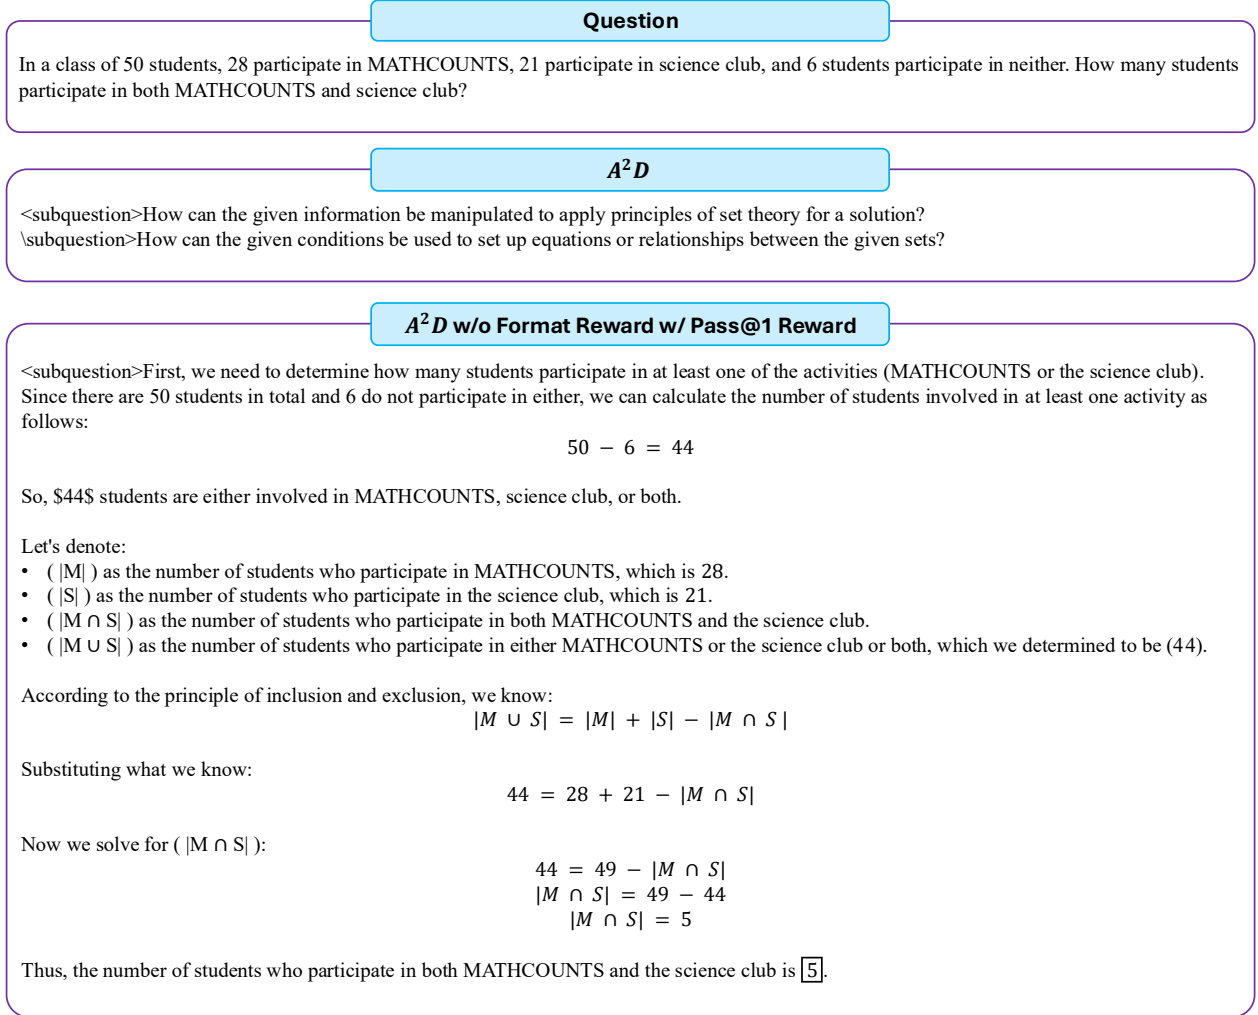 Question
In a class of 50 students, 28 participate in MATHCOUNTS, 21 participate in science club, and 6 students participate in neither. How many students
participate in both MATHCOUNTS and science club?
A²D
<subquestion>How can the given information be manipulated to apply principles of set theory for a solution?
\subquestion>How can the given conditions be used to set up equations or relationships between the given sets?
A²D w/o Format Reward w/ Pass@1 Reward
<subquestion>First, we need to determine how many students participate in at least one of the activities (MATHCOUNTS or the science club).
Since there are 50 students in total and 6 do not participate in either, we can calculate the number of students involved in at least one activity as
follows:
50 − 6 = 44
So, $44$ students are either involved in MATHCOUNTS, science club, or both.
Let's denote:
• ( |M| ) as the number of students who participate in MATHCOUNTS, which is 28.
• ( |S| ) as the number of students who participate in the science club, which is 21.
• ( |M ∩ S| ) as the number of students who participate in both MATHCOUNTS and the science club.
• ( |M ∪ S| ) as the number of students who participate in either MATHCOUNTS or the science club or both, which we determined to be (44).
According to the principle of inclusion and exclusion, we know:
|M ∪ S| = |M| + |S| − |M ∩ S |
Substituting what we know:
44 = 28 + 21 − |M ∩ S|
Now we solve for ( |M ∩ S| ):
44 = 49 − |M ∩ S|
|M ∩ S| = 49 − 44
|M ∩ S| = 5
Thus, the number of students who participate in both MATHCOUNTS and the science club is 5.